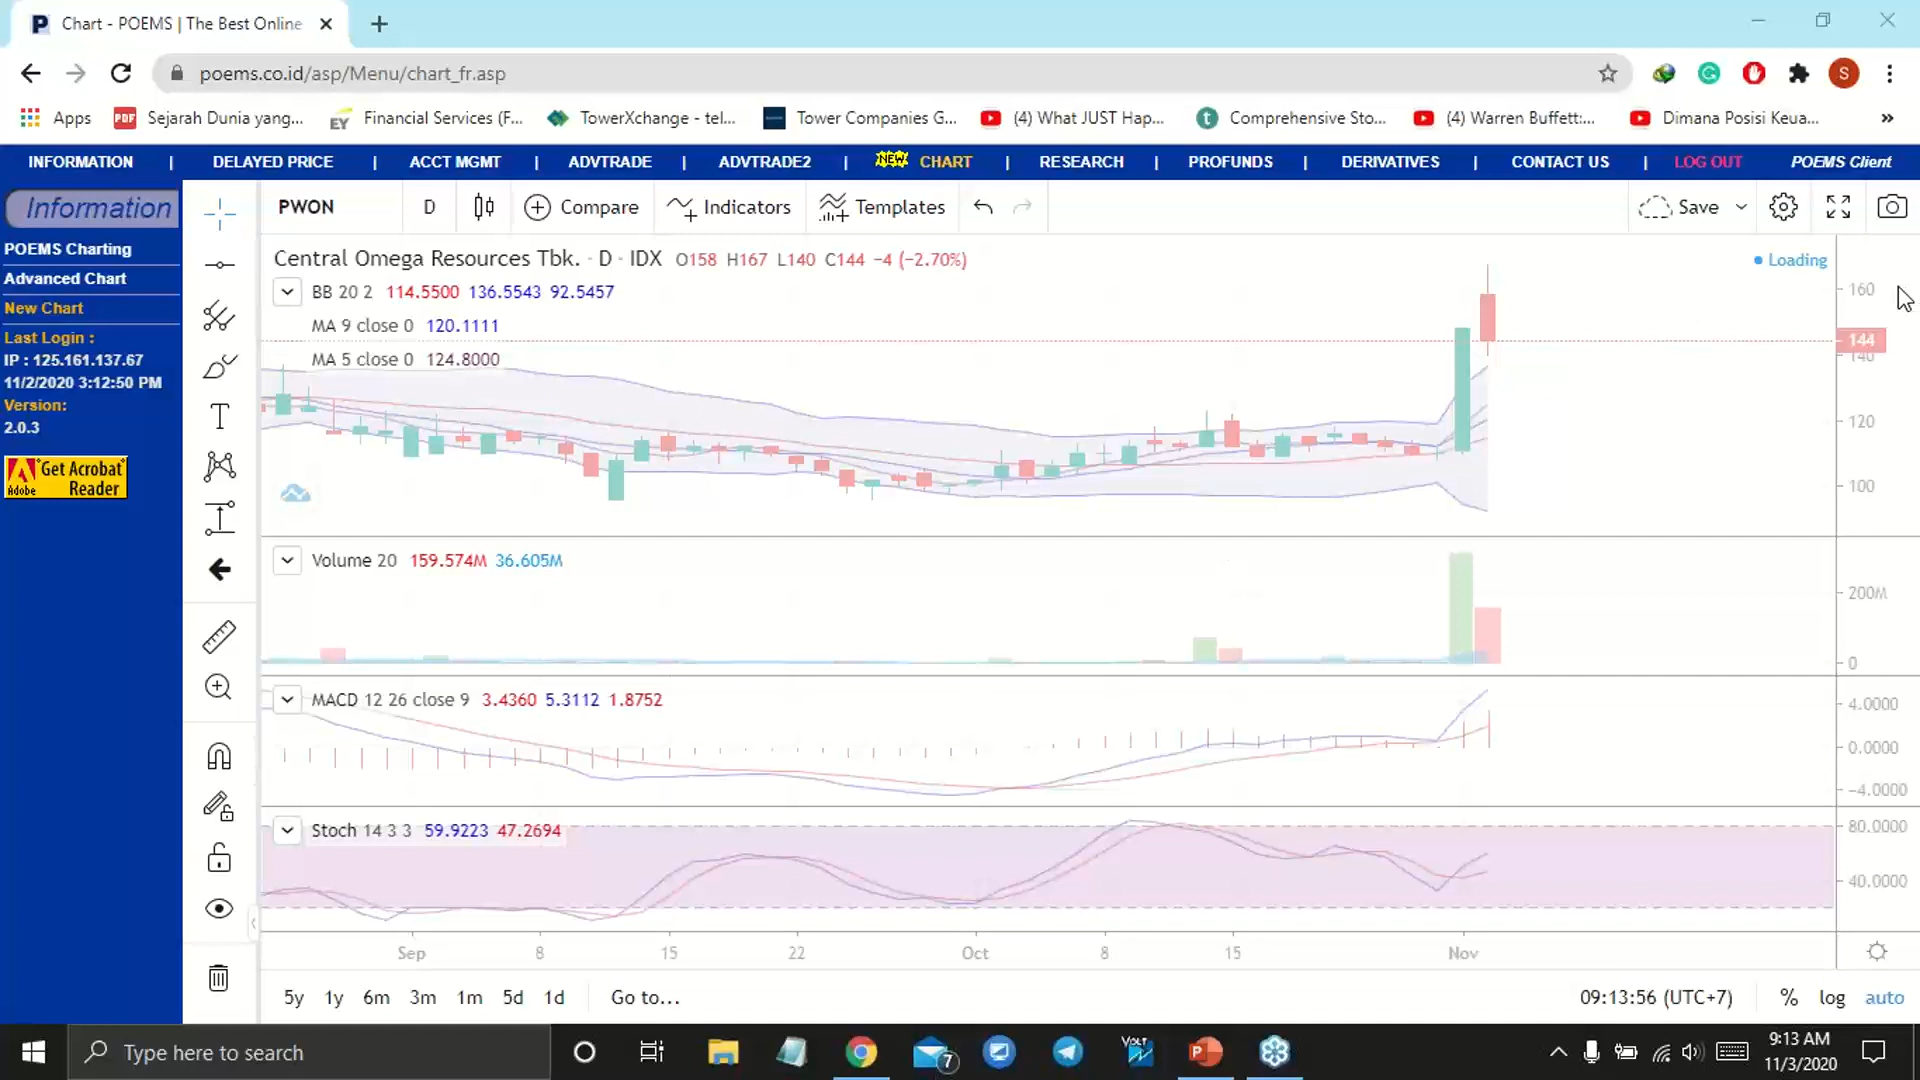 Chart - POEMS | The Best Online
poems.co.id/asp/Menu/chart_fr.asp
S
Apps
PDF
Sejarah Dunia yang...
EY
Financial Services (F...
TowerXchange - tel...
Tower Companies G...
(4) What JUST Hap...
t
Comprehensive Sto...
(4) Warren Buffett:...
Dimana Posisi Keua...
»
INFORMATION | DELAYED PRICE | ACCT MGMT | ADVTRADE | ADVTRADE2 | NEW CHART | RESEARCH | PROFUNDS | DERIVATIVES | CONTACT US | LOG OUT POEMS Client
Information
POEMS Charting
Advanced Chart
New Chart
Last Login :
IP : 125.161.137.67
11/2/2020 3:12:50 PM
Version:
2.0.3
Get Acrobat
Adobe Reader
T
PWON D Compare Indicators Templates Save
Central Omega Resources Tbk. · D · IDX O158 H167 L140 C144 −4 (−2.70%)
Loading
BB 20 2 114.5500 136.5543 92.5457
MA 9 close 0 120.1111
MA 5 close 0 124.8000
160
144
140
120
100
Volume 20 159.574M 36.605M
200M
0
MACD 12 26 close 9 3.4360 5.3112 1.8752
4.0000
0.0000
−4.0000
Stoch 14 3 3 59.9223 47.2694
80.0000
40.0000
Sep 8 15 22 Oct 8 15 Nov
5y 1y 6m 3m 1m 5d 1d Go to... 09:13:56 (UTC+7) % log auto
Type here to search
7
VOLT
P
9:13 AM
11/3/2020